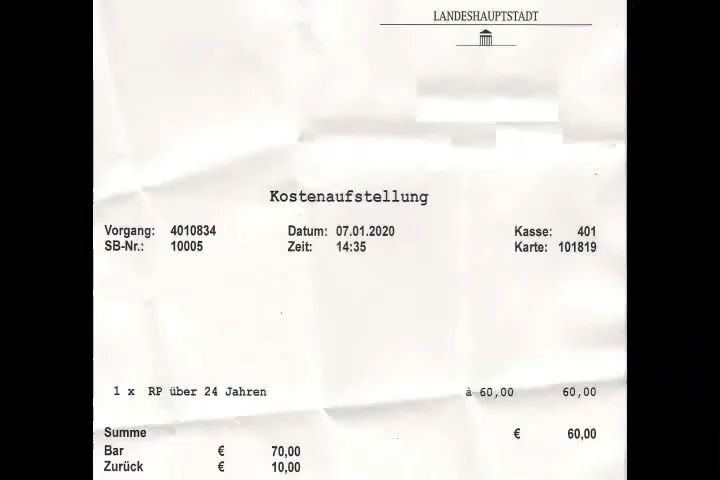 LANDESHAUPTSTADT
Kostenaufstellung
Vorgang: 4010834 Datum: 07.01.2020 Kasse: 401
SB-Nr.: 10005 Zeit: 14:35 Karte: 101819
1 x RP über 24 Jahren à 60,00 60,00
Summe € 60,00
Bar € 70,00
Zurück € 10,00